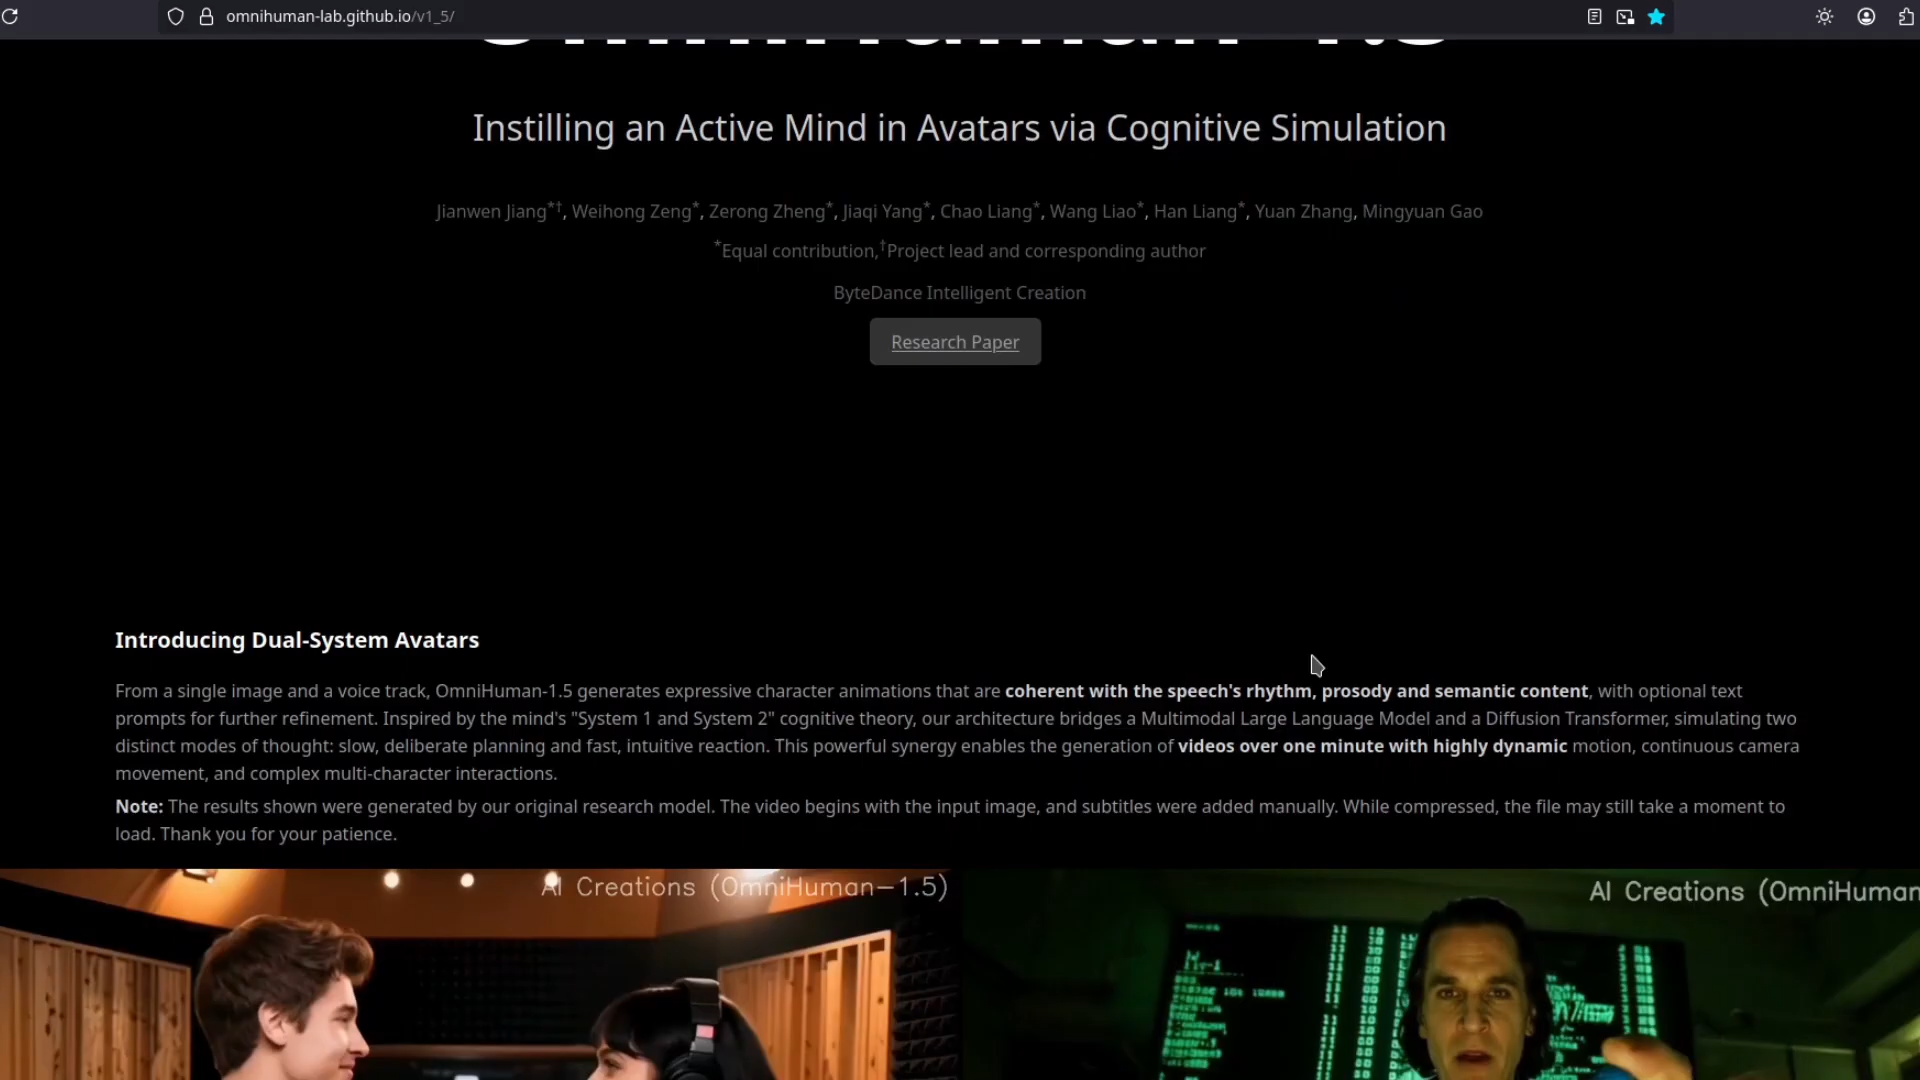 omnihuman-lab.github.io/v1_5/
Instilling an Active Mind in Avatars via Cognitive Simulation
Jianwen Jiang*†, Weihong Zeng*, Zerong Zheng*, Jiaqi Yang*, Chao Liang*, Wang Liao*, Han Liang*, Yuan Zhang, Mingyuan Gao
*Equal contribution,†Project lead and corresponding author
ByteDance Intelligent Creation
Research Paper
Introducing Dual-System Avatars
From a single image and a voice track, OmniHuman-1.5 generates expressive character animations that are coherent with the speech's rhythm, prosody and semantic content, with optional text
prompts for further refinement. Inspired by the mind's "System 1 and System 2" cognitive theory, our architecture bridges a Multimodal Large Language Model and a Diffusion Transformer, simulating two
distinct modes of thought: slow, deliberate planning and fast, intuitive reaction. This powerful synergy enables the generation of videos over one minute with highly dynamic motion, continuous camera
movement, and complex multi-character interactions.
Note: The results shown were generated by our original research model. The video begins with the input image, and subtitles were added manually. While compressed, the file may still take a moment to
load. Thank you for your patience.
AI Creations (OmniHuman-1.5)
AI Creations (OmniHuman